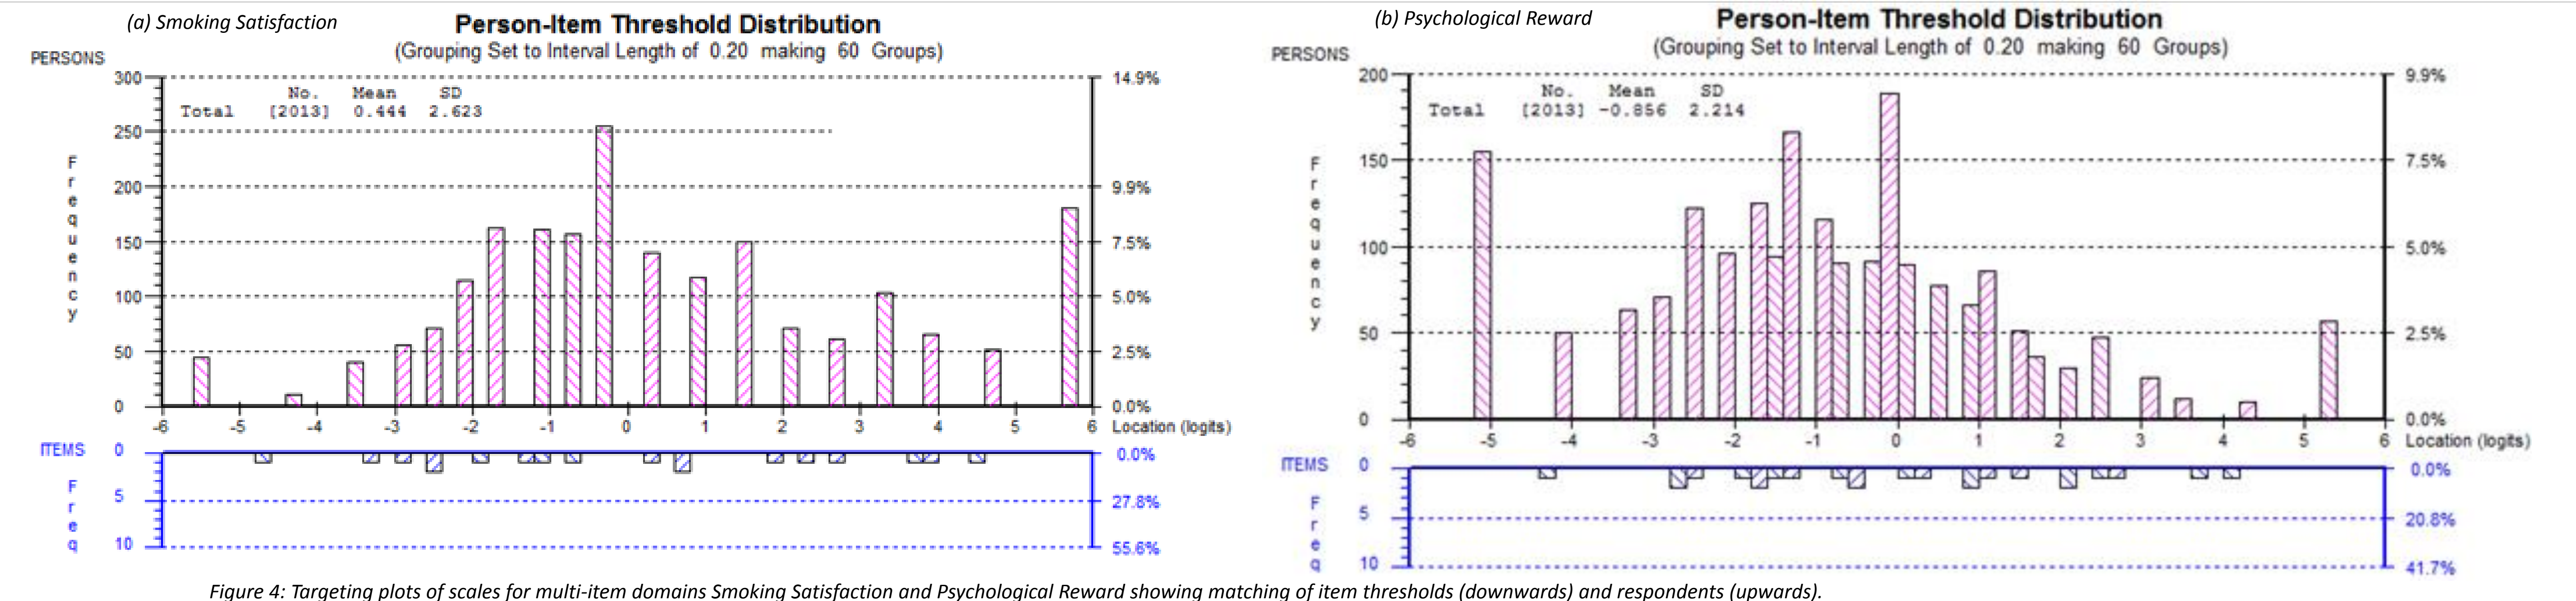 (a) Smoking Satisfaction
Person-Item Threshold Distribution
(Grouping Set to Interval Length of 0.20 making 60 Groups)
PERSONS
No. Mean SD
Total [2013] 0.444 2.623
Frequency
300
250
200
150
100
50
0
14.9%
9.9%
7.5%
5.0%
2.5%
0.0%
-6 -5 -4 -3 -2 -1 0 1 2 3 4 5 6 Location (logits)
ITEMS
Freq
0
5
10
0.0%
27.8%
55.6%
(b) Psychological Reward
Person-Item Threshold Distribution
(Grouping Set to Interval Length of 0.20 making 60 Groups)
PERSONS
No. Mean SD
Total [2013] -0.856 2.214
Frequency
200
150
100
50
0
9.9%
7.5%
5.0%
2.5%
0.0%
-6 -5 -4 -3 -2 -1 0 1 2 3 4 5 6 Location (logits)
ITEMS
Freq
0
5
10
0.0%
20.8%
41.7%
Figure 4: Targeting plots of scales for multi-item domains Smoking Satisfaction and Psychological Reward showing matching of item thresholds (downwards) and respondents (upwards).